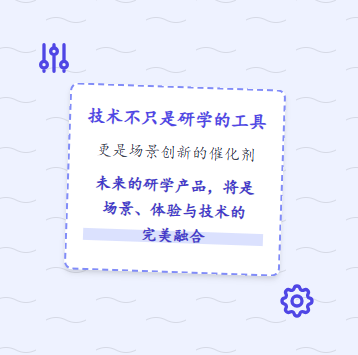 技术不只是研学的工具
更是场景创新的催化剂
未来的研学产品，将是
场景、体验与技术的
完美融合